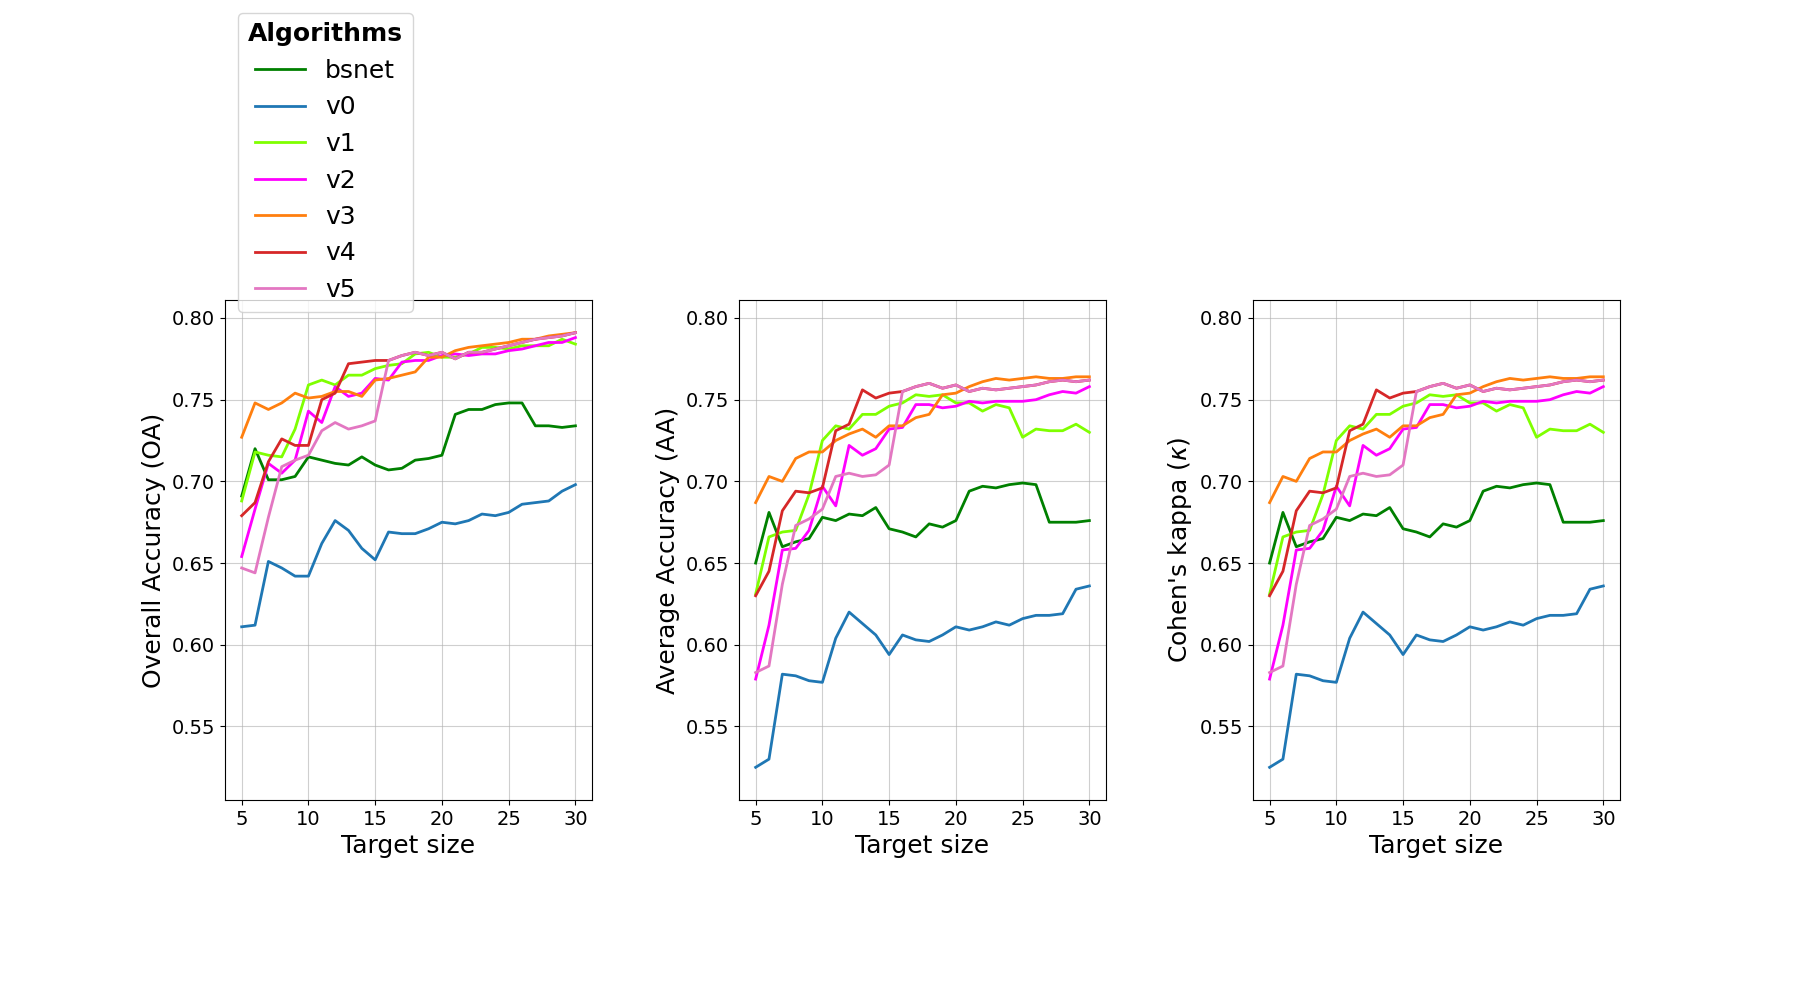 Algorithms
bsnet
v0
v1
v2
v3
v4
v5
Overall Accuracy (OA)
0.80
0.75
0.70
0.65
0.60
0.55
5 10 15 20 25 30
Target size
Average Accuracy (AA)
0.80
0.75
0.70
0.65
0.60
0.55
5 10 15 20 25 30
Target size
Cohen's kappa (κ)
0.80
0.75
0.70
0.65
0.60
0.55
5 10 15 20 25 30
Target size